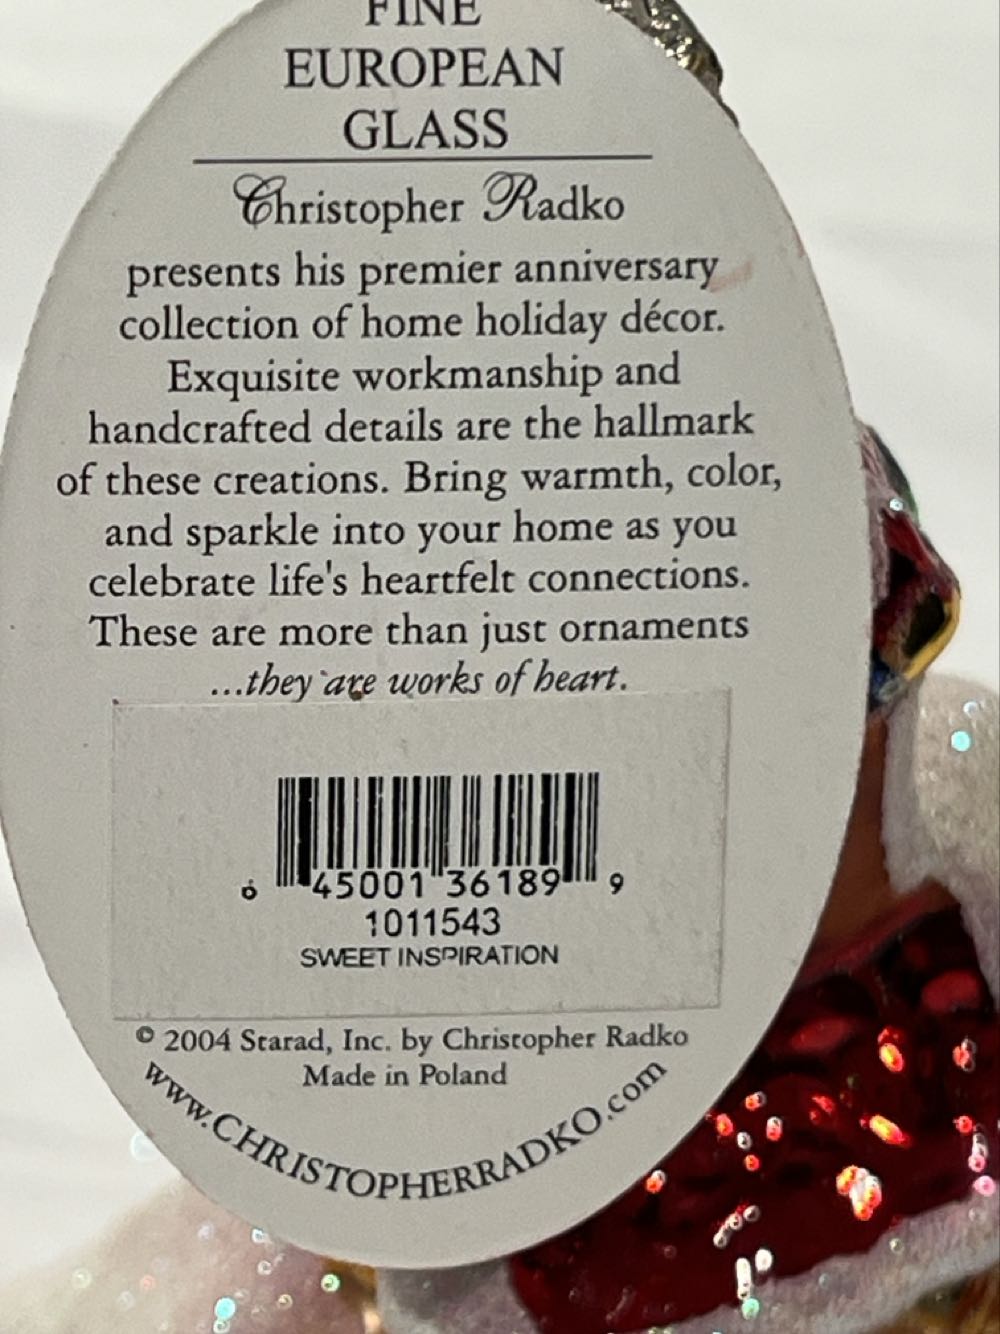 FINE
EUROPEAN
GLASS
Christopher Radko
presents his premier anniversary
collection of home holiday décor.
Exquisite workmanship and
handcrafted details are the hallmark
of these creations. Bring warmth, color,
and sparkle into your home as you
celebrate life's heartfelt connections.
These are more than just ornaments
...they are works of heart.
6 45001 36189 9
1011543
SWEET INSPIRATION
© 2004 Starad, Inc. by Christopher Radko
Made in Poland
www.CHRISTOPHERRADKO.com